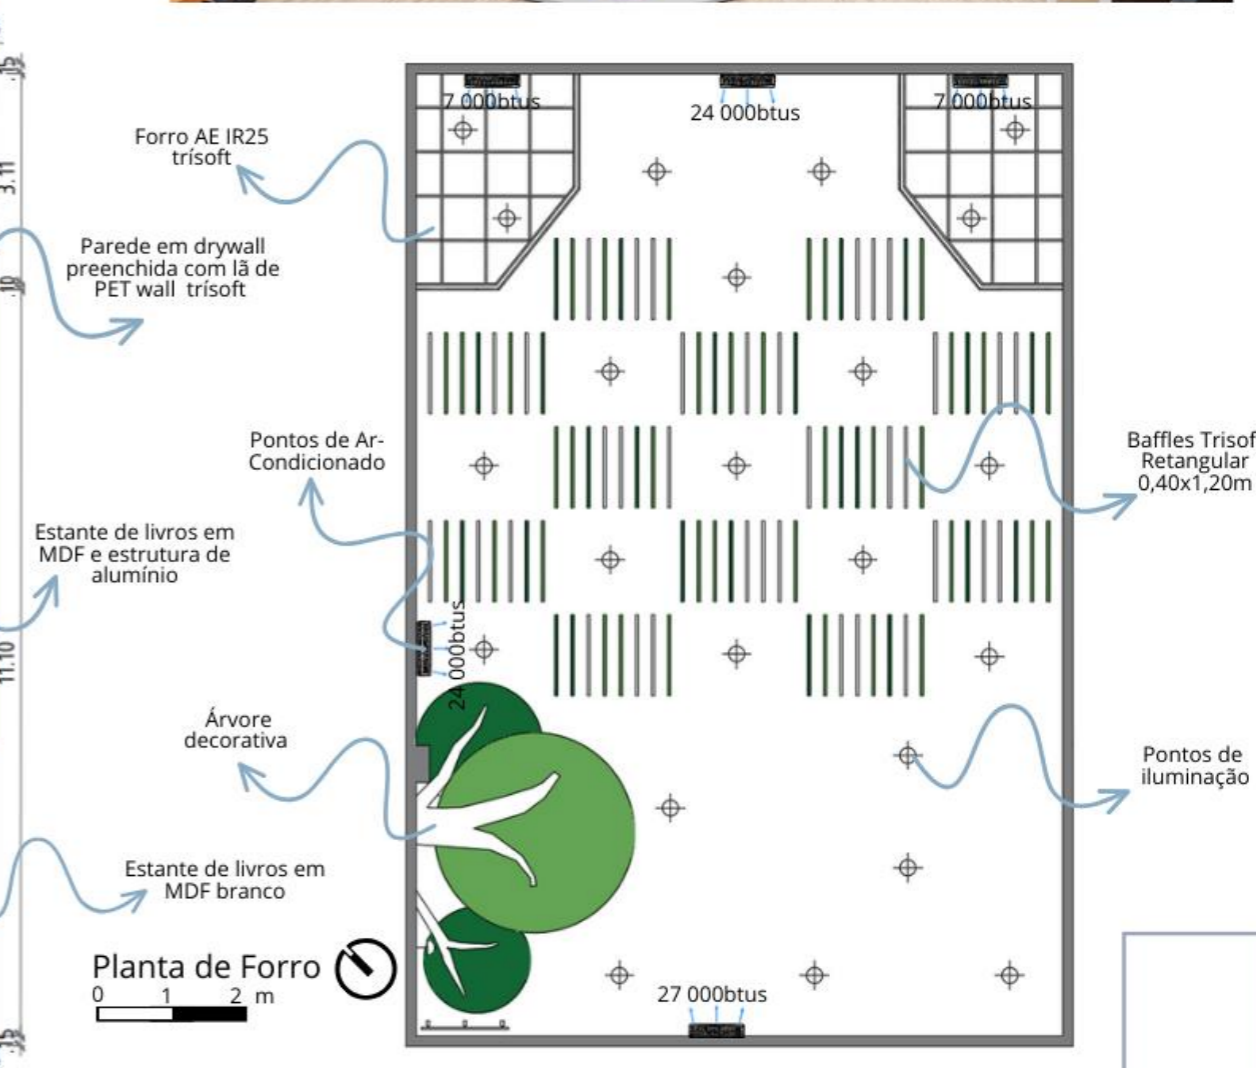 7 000btus
24 000btus
7 000btus
Forro AE IR25
trísoft
3.11
Parede em drywall
preenchida com lã de
PET wall trísoft
.10
Pontos de Ar-
Condicionado
Baffles Trisof
Retangular
0,40x1,20m
Estante de livros em
MDF e estrutura de
alumínio
24 000btus
11.10
Árvore
decorativa
Pontos de
iluminação
Estante de livros em
MDF branco
Planta de Forro
0 1 2 m
27 000btus